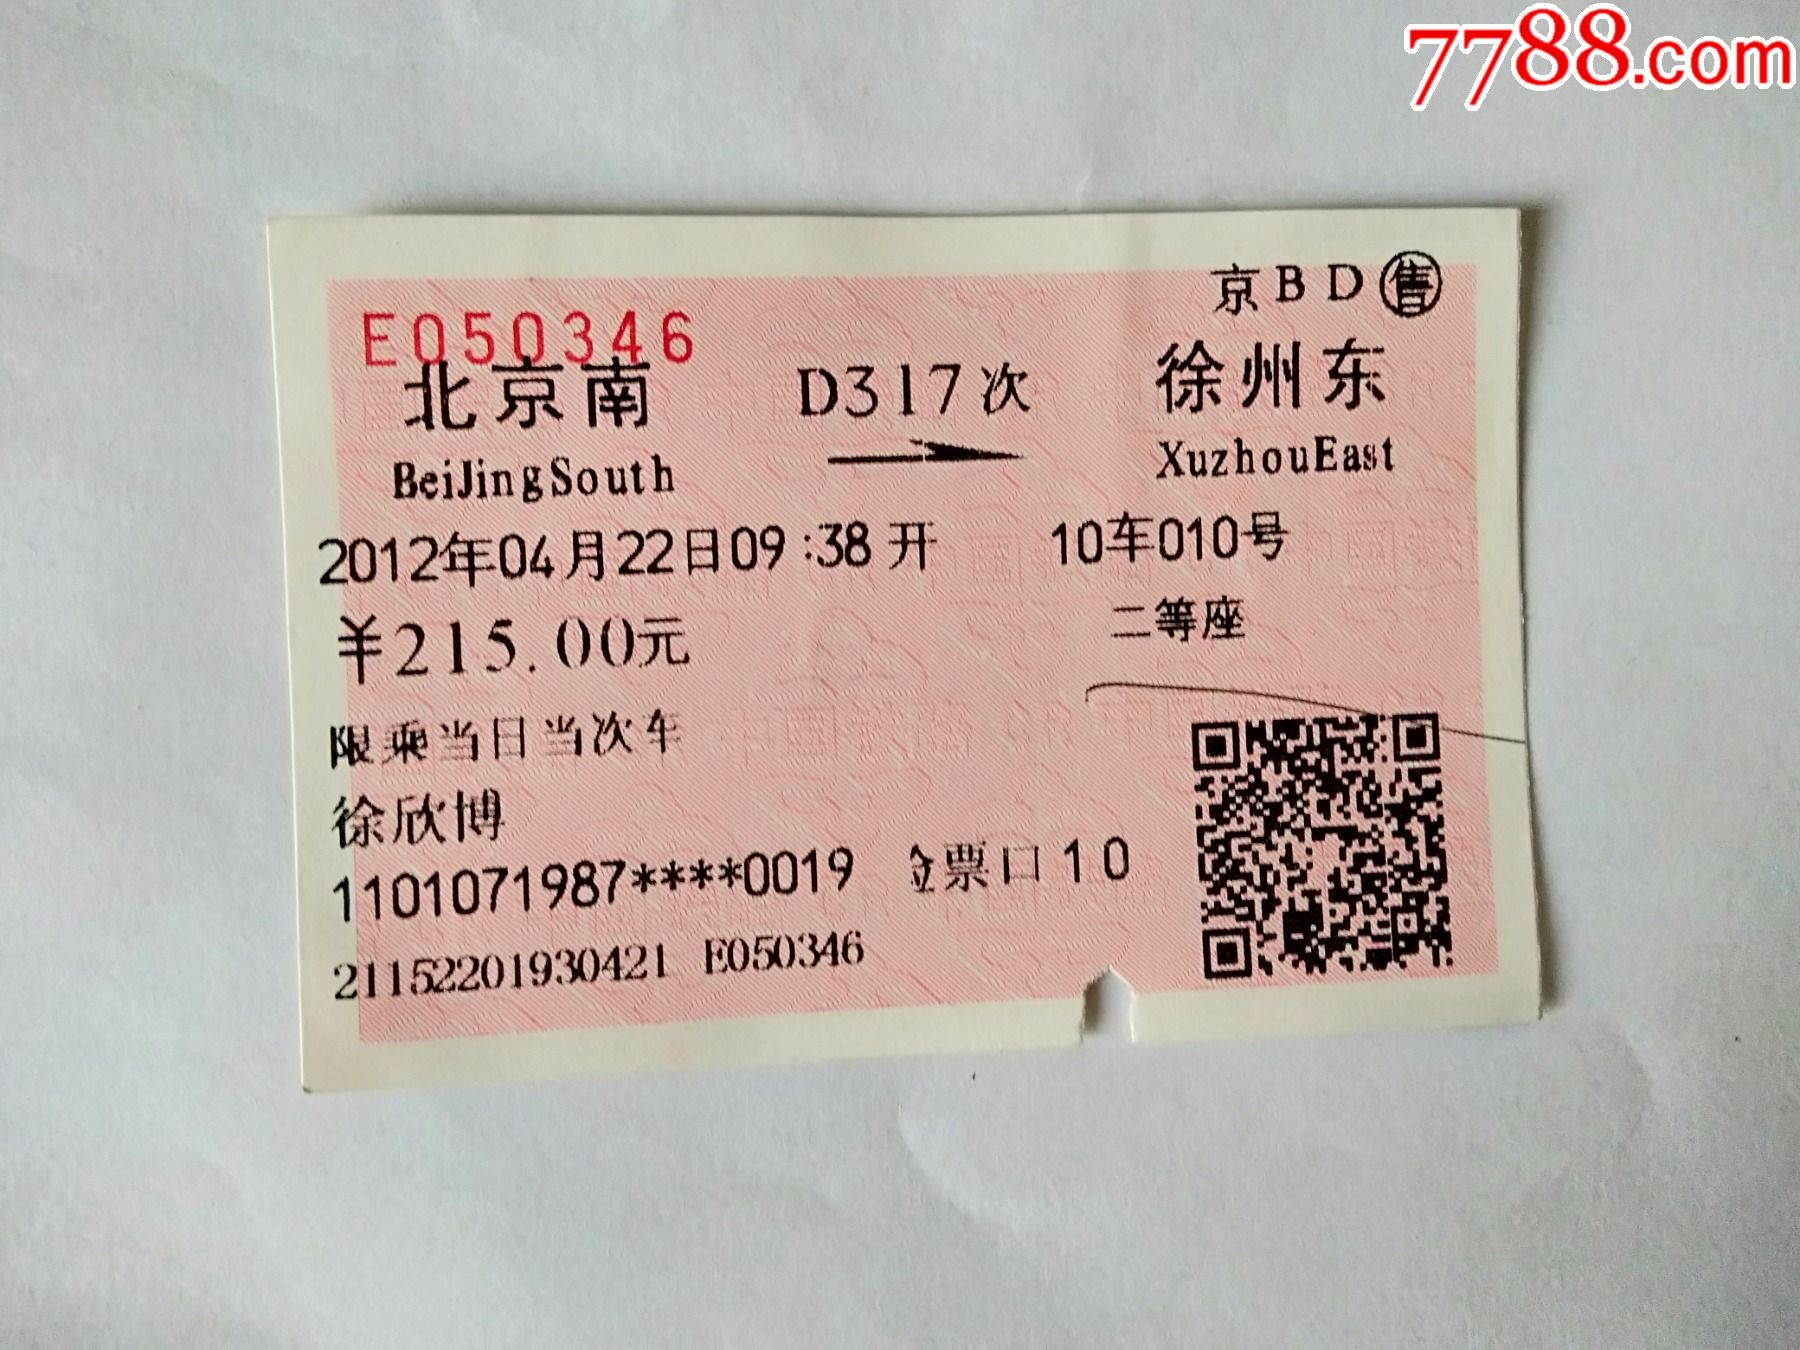 7788.com
京BD售
E050346
北京南 D317次 徐州东
BeiJingSouth XuzhouEast
2012年04月22日09:38开 10车010号
¥215.00元 二等座
限乘当日当次车
徐欣博
1101071987****0019 检票口10
21152201930421 E050346